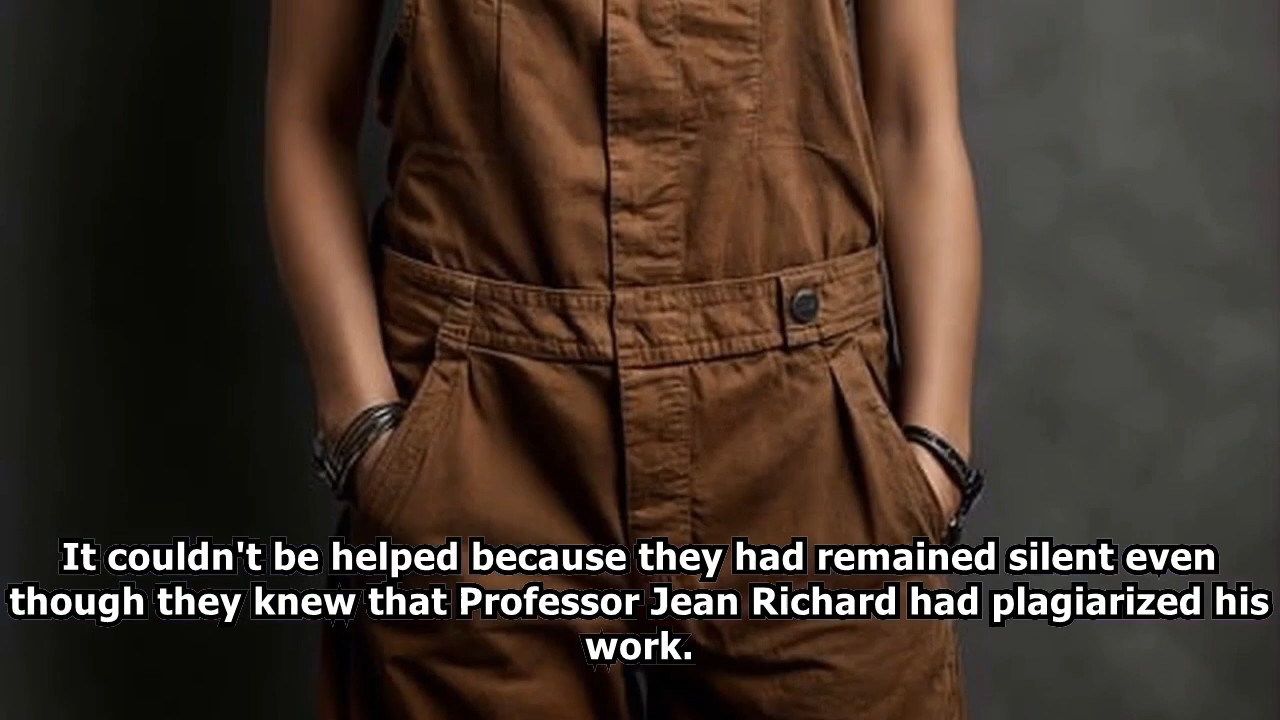 It couldn't be helped because they had remained silent even
though they knew that Professor Jean Richard had plagiarized his
work.